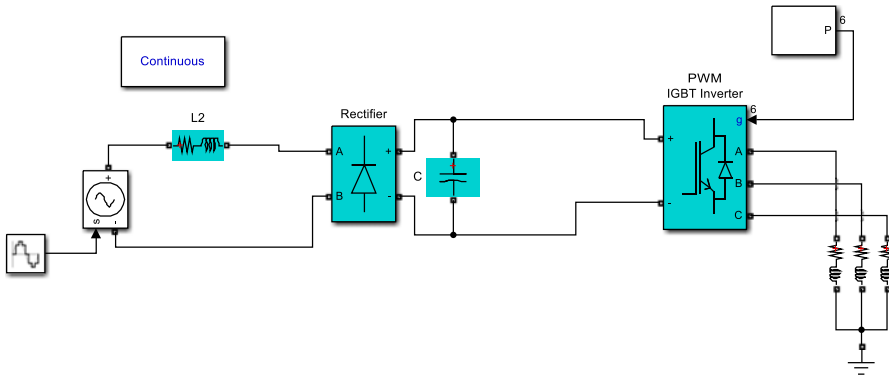 6
P
Continuous
PWM
IGBT Inverter
L2
Rectifier
6
g
+
A
+
A
+
+
B
C
+
B
-
-
C
s
-